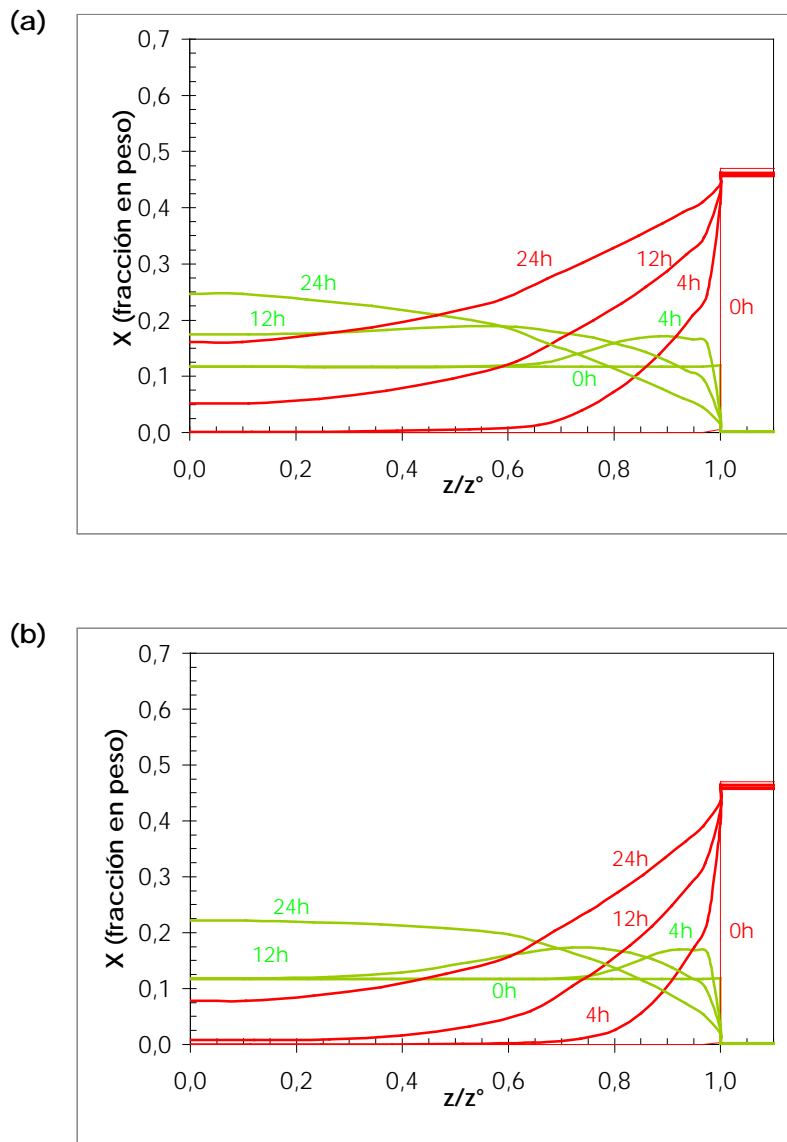 (a)
0,7
0,6
0,5
0,4
0,3
0,2
0,1
0,0
X (fracción en peso)
24h
12h
24h
12h
4h
0h
4h
0h
0,0
0,2
0,4
0,6
0,8
1,0
z/z°
(b)
0,7
0,6
0,5
0,4
0,3
0,2
0,1
0,0
X (fracción en peso)
24h
12h
24h
12h
4h
0h
0h
4h
0,0
0,2
0,4
0,6
0,8
1,0
z/z°